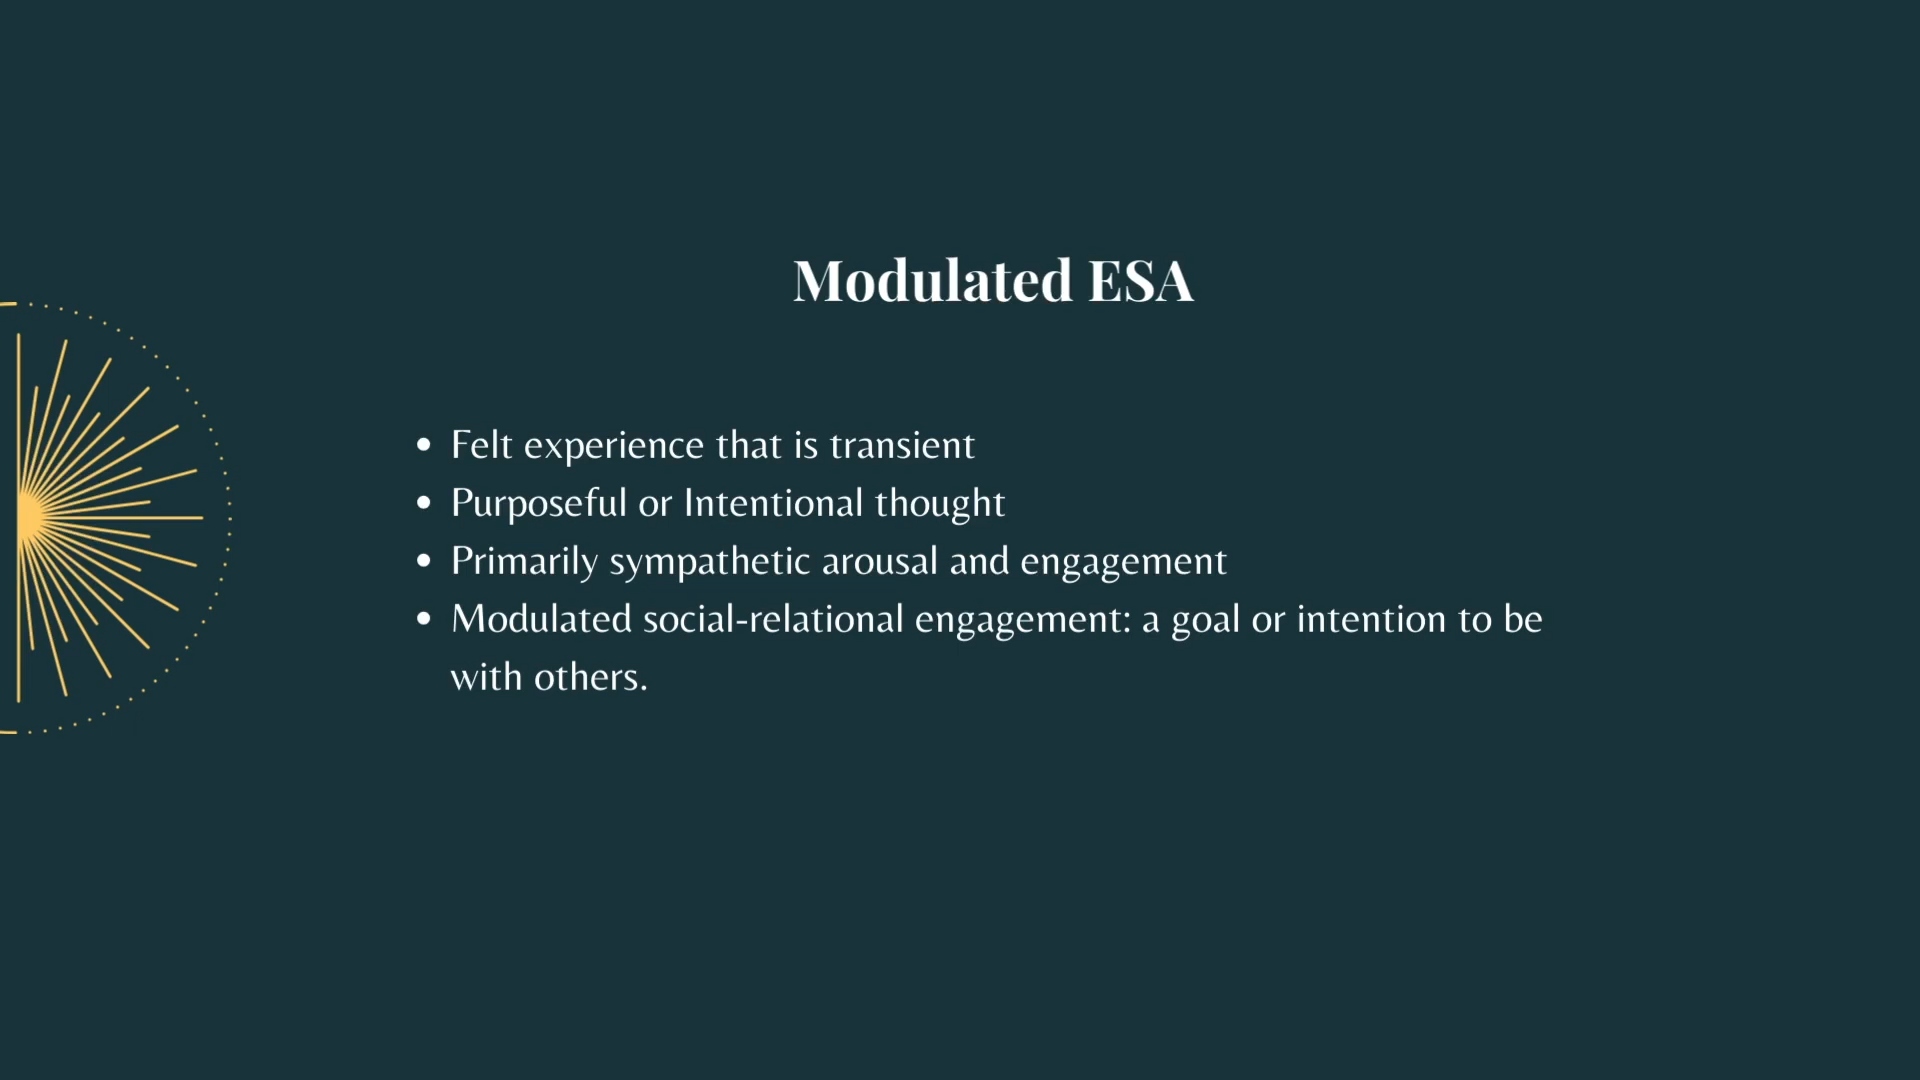 Modulated ESA
• Felt experience that is transient
• Purposeful or Intentional thought
• Primarily sympathetic arousal and engagement
• Modulated social-relational engagement: a goal or intention to be
with others.